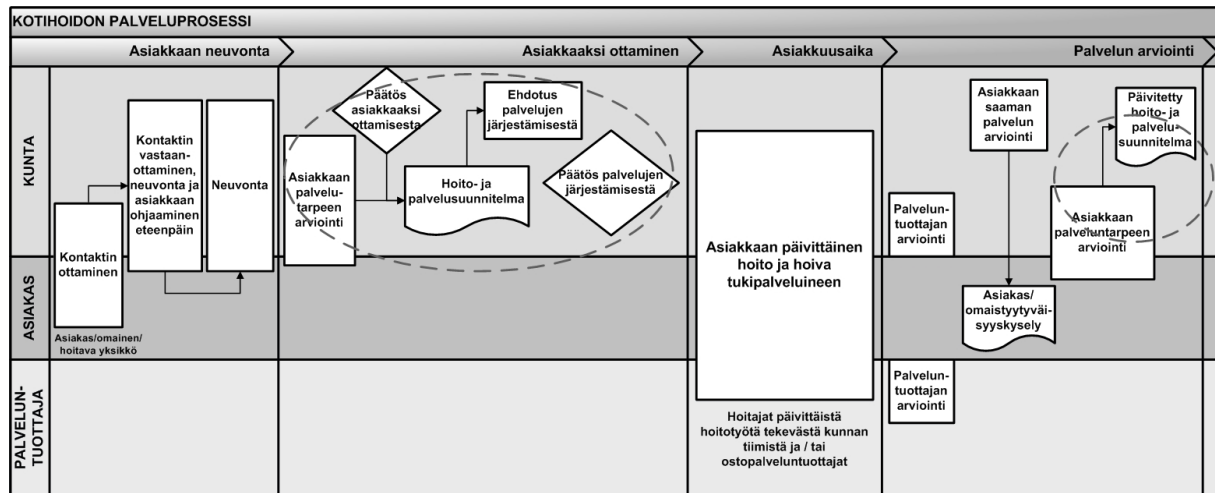 KOTIHOIDON PALVELUPROSESSI
Asiakkaan neuvonta
Asiakkaaksi ottaminen
Asiakkuusaika
Palvelun arviointi
KUNTA
Kontaktin
ottaminen
Asiakas/omainen/
hoitava yksikkö
Kontaktin
vastaan-
ottaminen,
neuvonta ja
asiakkaan
ohjaaminen
eteenpäin
Neuvonta
Asiakkaan
palvelu-
tarpeen
arviointi
Päätös
asiakkaaksi
ottamisesta
Hoito- ja
palvelusuunnitelma
Ehdotus
palvelujen
järjestämisestä
Päätös palvelujen
järjestämisestä
Asiakkaan päivittäinen
hoito ja hoiva
tukipalveluineen
Hoitajat päivittäistä
hoitotyötä tekevästä kunnan
tiimistä ja / tai
ostopalveluntuottajat
Palvelun-
tuottajan
arviointi
Asiakkaan
saaman
palvelun
arviointi
Päivitetty
hoito- ja
palvelu-
suunnitelma
Asiakkaan
palveluntarpeen
arviointi
ASIAKAS
Asiakas/
omaistyytyväi-
syyskysely
PALVELUN-
TUOTTAJA
Palvelun-
tuottajan
arviointi